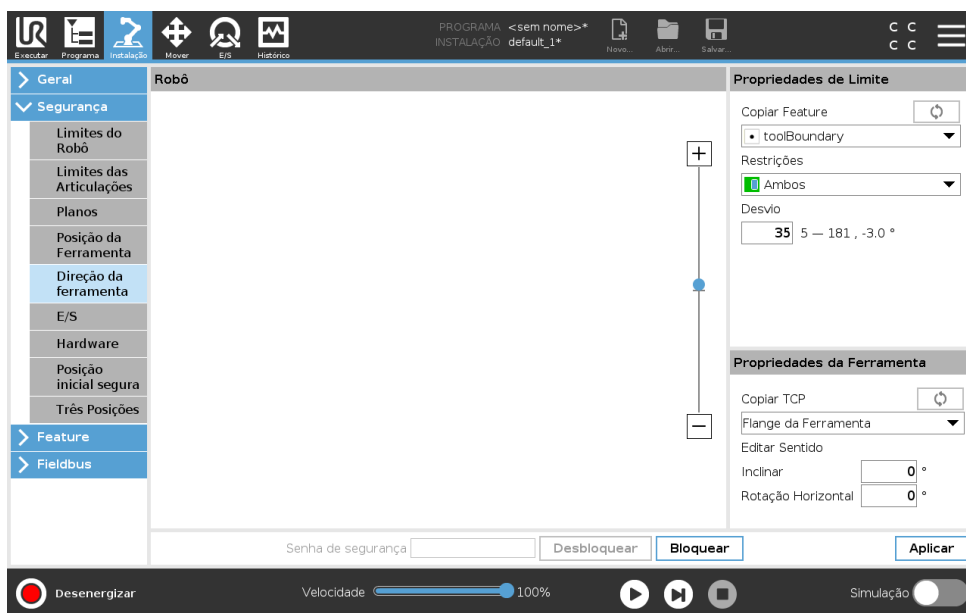 UR
PROGRAMA <sem nome>*
INSTALAÇÃO default_1*
Executar Programa Instalação Mover E/S Histórico
Novo... Abrir... Salvar...
C C
C C
Geral
Segurança
Limites do
Robô
Limites das
Articulações
Planos
Posição da
Ferramenta
Direção da
ferramenta
E/S
Hardware
Posição
inicial segura
Três Posições
Feature
Fieldbus
Robô
Propriedades de Limite
Copiar Feature
toolBoundary
Restrições
Ambos
Desvio
35 5 — 181 , -3.0 °
Propriedades da Ferramenta
Copiar TCP
Flange da Ferramenta
Editar Sentido
Inclinar 0 °
Rotação Horizontal 0 °
Senha de segurança Desbloquear Bloquear Aplicar
Desenergizar Velocidade 100% Simulação